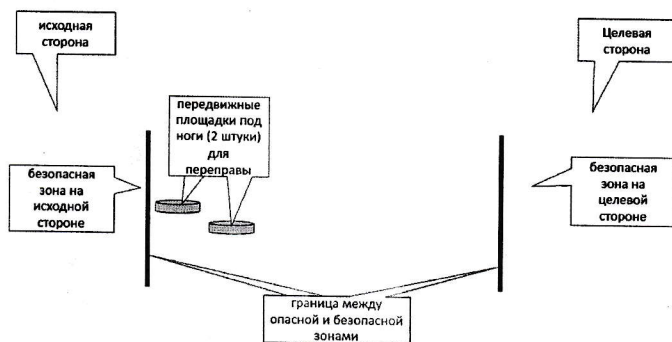 исходная
сторона
Целевая
сторона
передвижные
площадки под
ноги (2 штуки)
для
переправы
безопасная
зона на
исходной
стороне
безопасная
зона на
целевой
стороне
граница между
опасной и безопасной
зонами